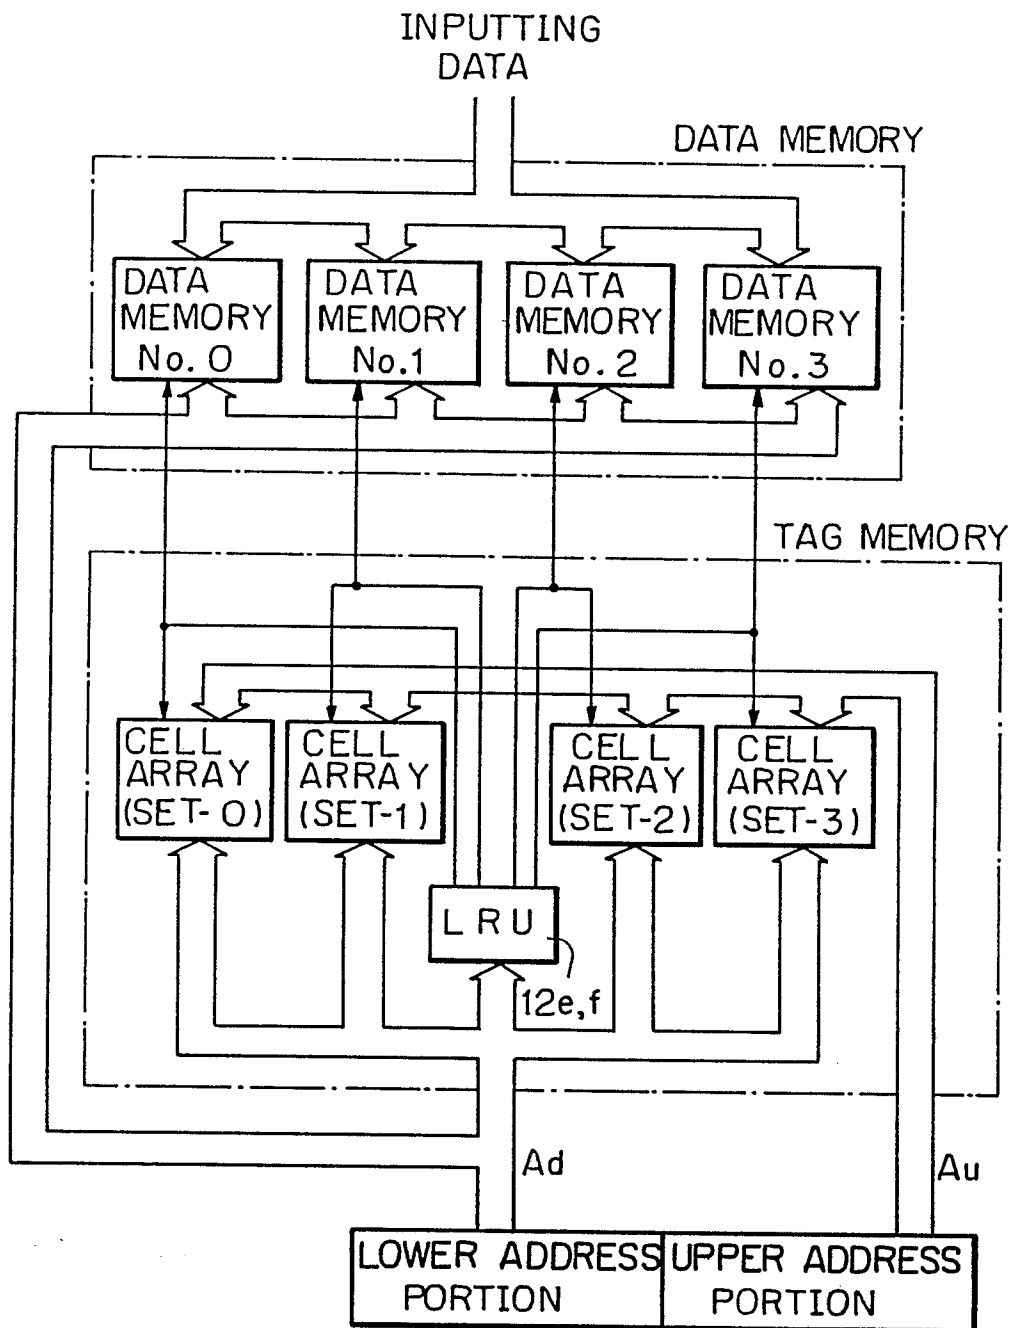 INPUTTING
DATA
DATA MEMORY
DATA
MEMORY
No. 0
DATA
MEMORY
No. 1
DATA
MEMORY
No. 2
DATA
MEMORY
No. 3
TAG MEMORY
CELL
ARRAY
(SET-0)
CELL
ARRAY
(SET-1)
CELL
ARRAY
(SET-2)
CELL
ARRAY
(SET-3)
LRU
12e,f
Ad
Au
LOWER ADDRESS
PORTION
UPPER ADDRESS
PORTION